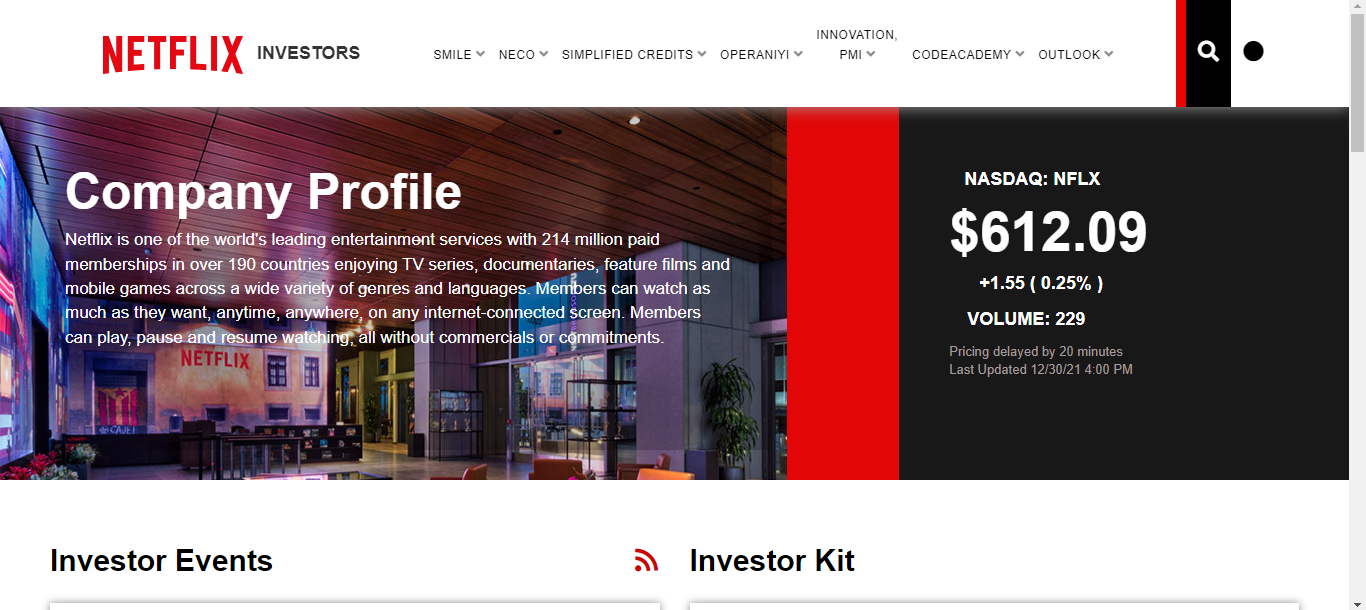 NETFLIX INVESTORS
SMILE
NECO
SIMPLIFIED CREDITS
OPERANIYI
INNOVATION,
PMI
CODEACADEMY
OUTLOOK
Company Profile
Netflix is one of the world's leading entertainment services with 214 million paid
memberships in over 190 countries enjoying TV series, documentaries, feature films and
mobile games across a wide variety of genres and languages. Members can watch as
much as they want, anytime, anywhere, on any internet-connected screen. Members
can play, pause and resume watching, all without commercials or commitments.
NETFLIX
NASDAQ: NFLX
$612.09
+1.55 ( 0.25% )
VOLUME: 229
Pricing delayed by 20 minutes
Last Updated 12/30/21 4:00 PM
Investor Events
Investor Kit